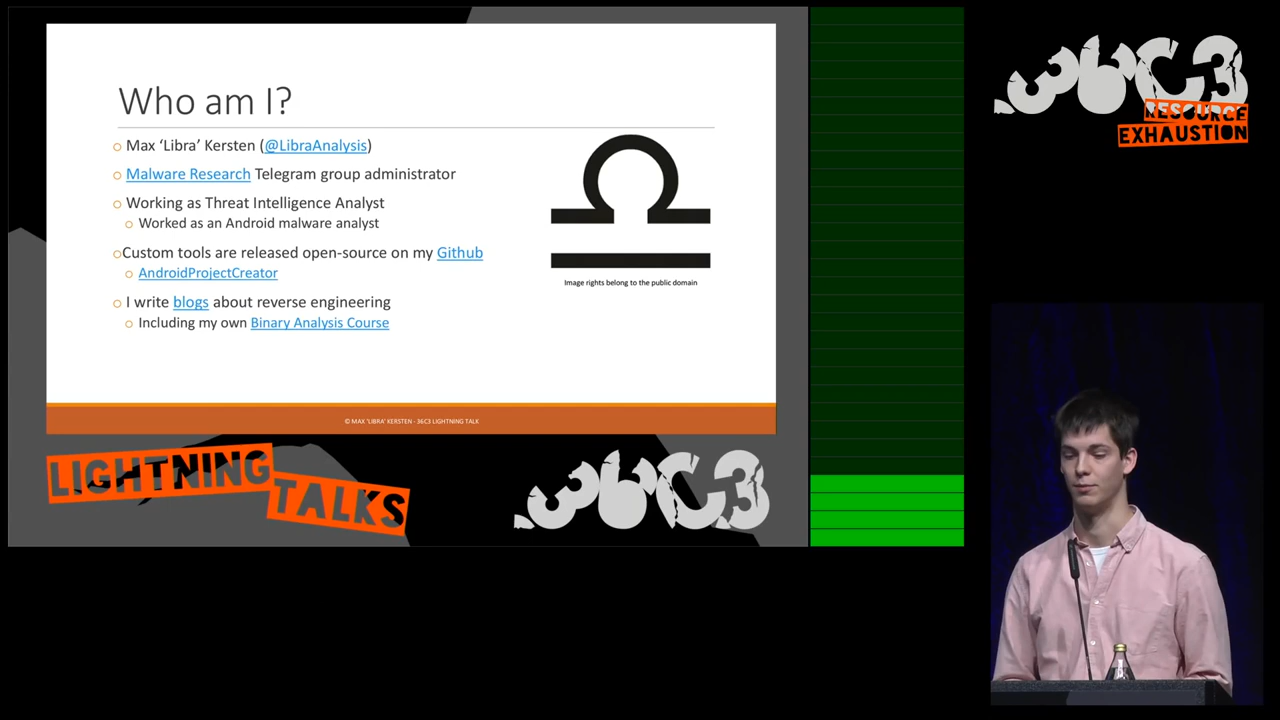 Who am I?
Max ‘Libra’ Kersten (@LibraAnalysis)
Malware Research Telegram group administrator
Working as Threat Intelligence Analyst
Worked as an Android malware analyst
Custom tools are released open-source on my Github
AndroidProjectCreator
I write blogs about reverse engineering
Including my own Binary Analysis Course
Image rights belong to the public domain
© MAX 'LIBRA' KERSTEN - 36C3 LIGHTNING TALK
LIGHTNING
TALKS
36C3
36C3
RESOURCE
EXHAUSTION